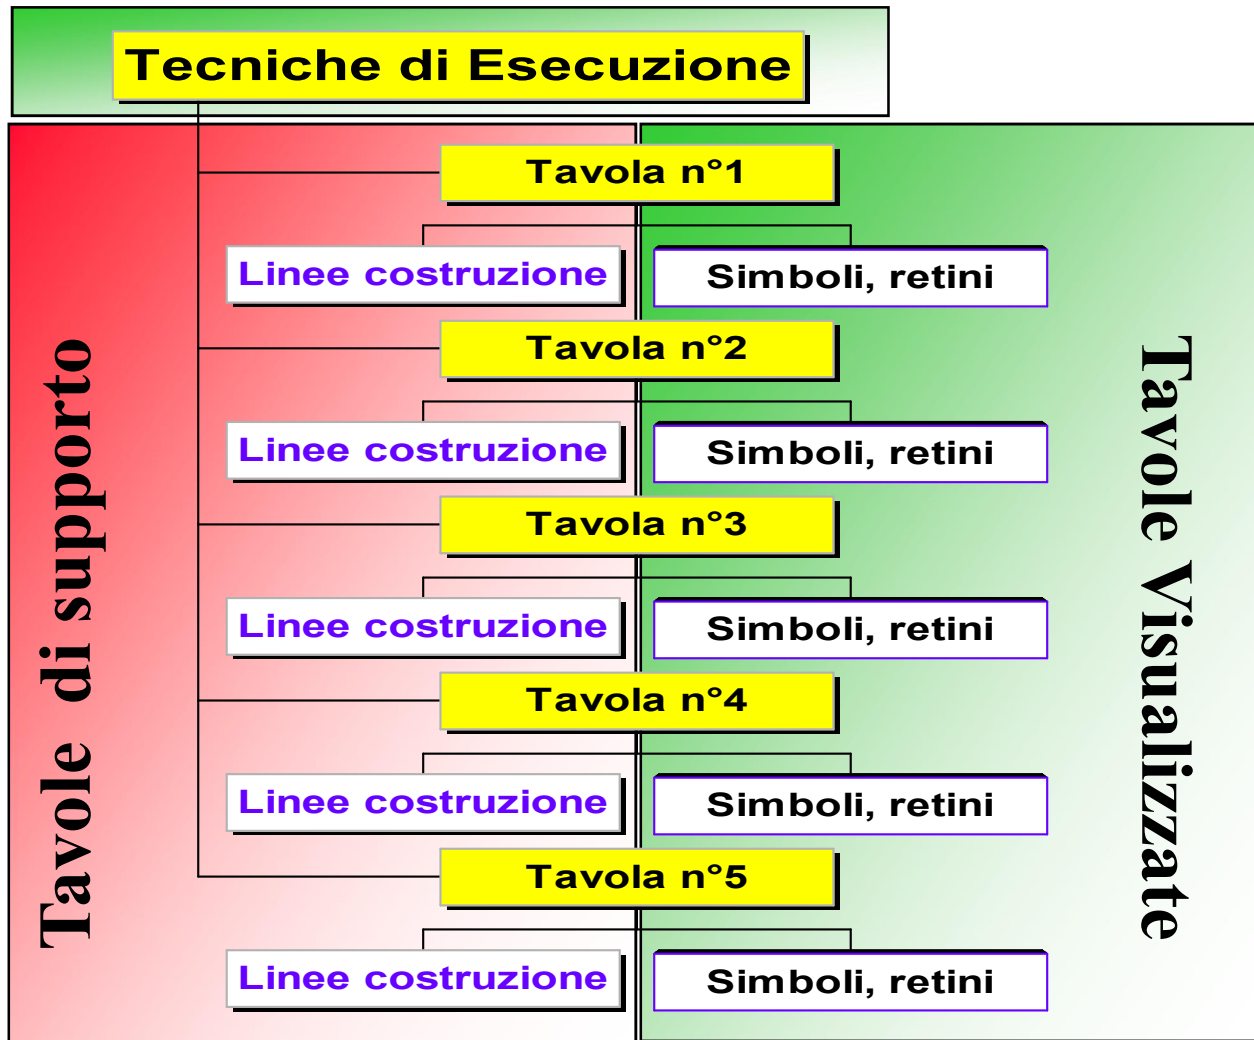 Tecniche di Esecuzione
Tavola n°1
Linee costruzione
Simboli, retini
Tavola n°2
Linee costruzione
Simboli, retini
Tavola n°3
Linee costruzione
Simboli, retini
Tavola n°4
Linee costruzione
Simboli, retini
Tavola n°5
Linee costruzione
Simboli, retini
Tavole di supporto
Tavole Visualizzate